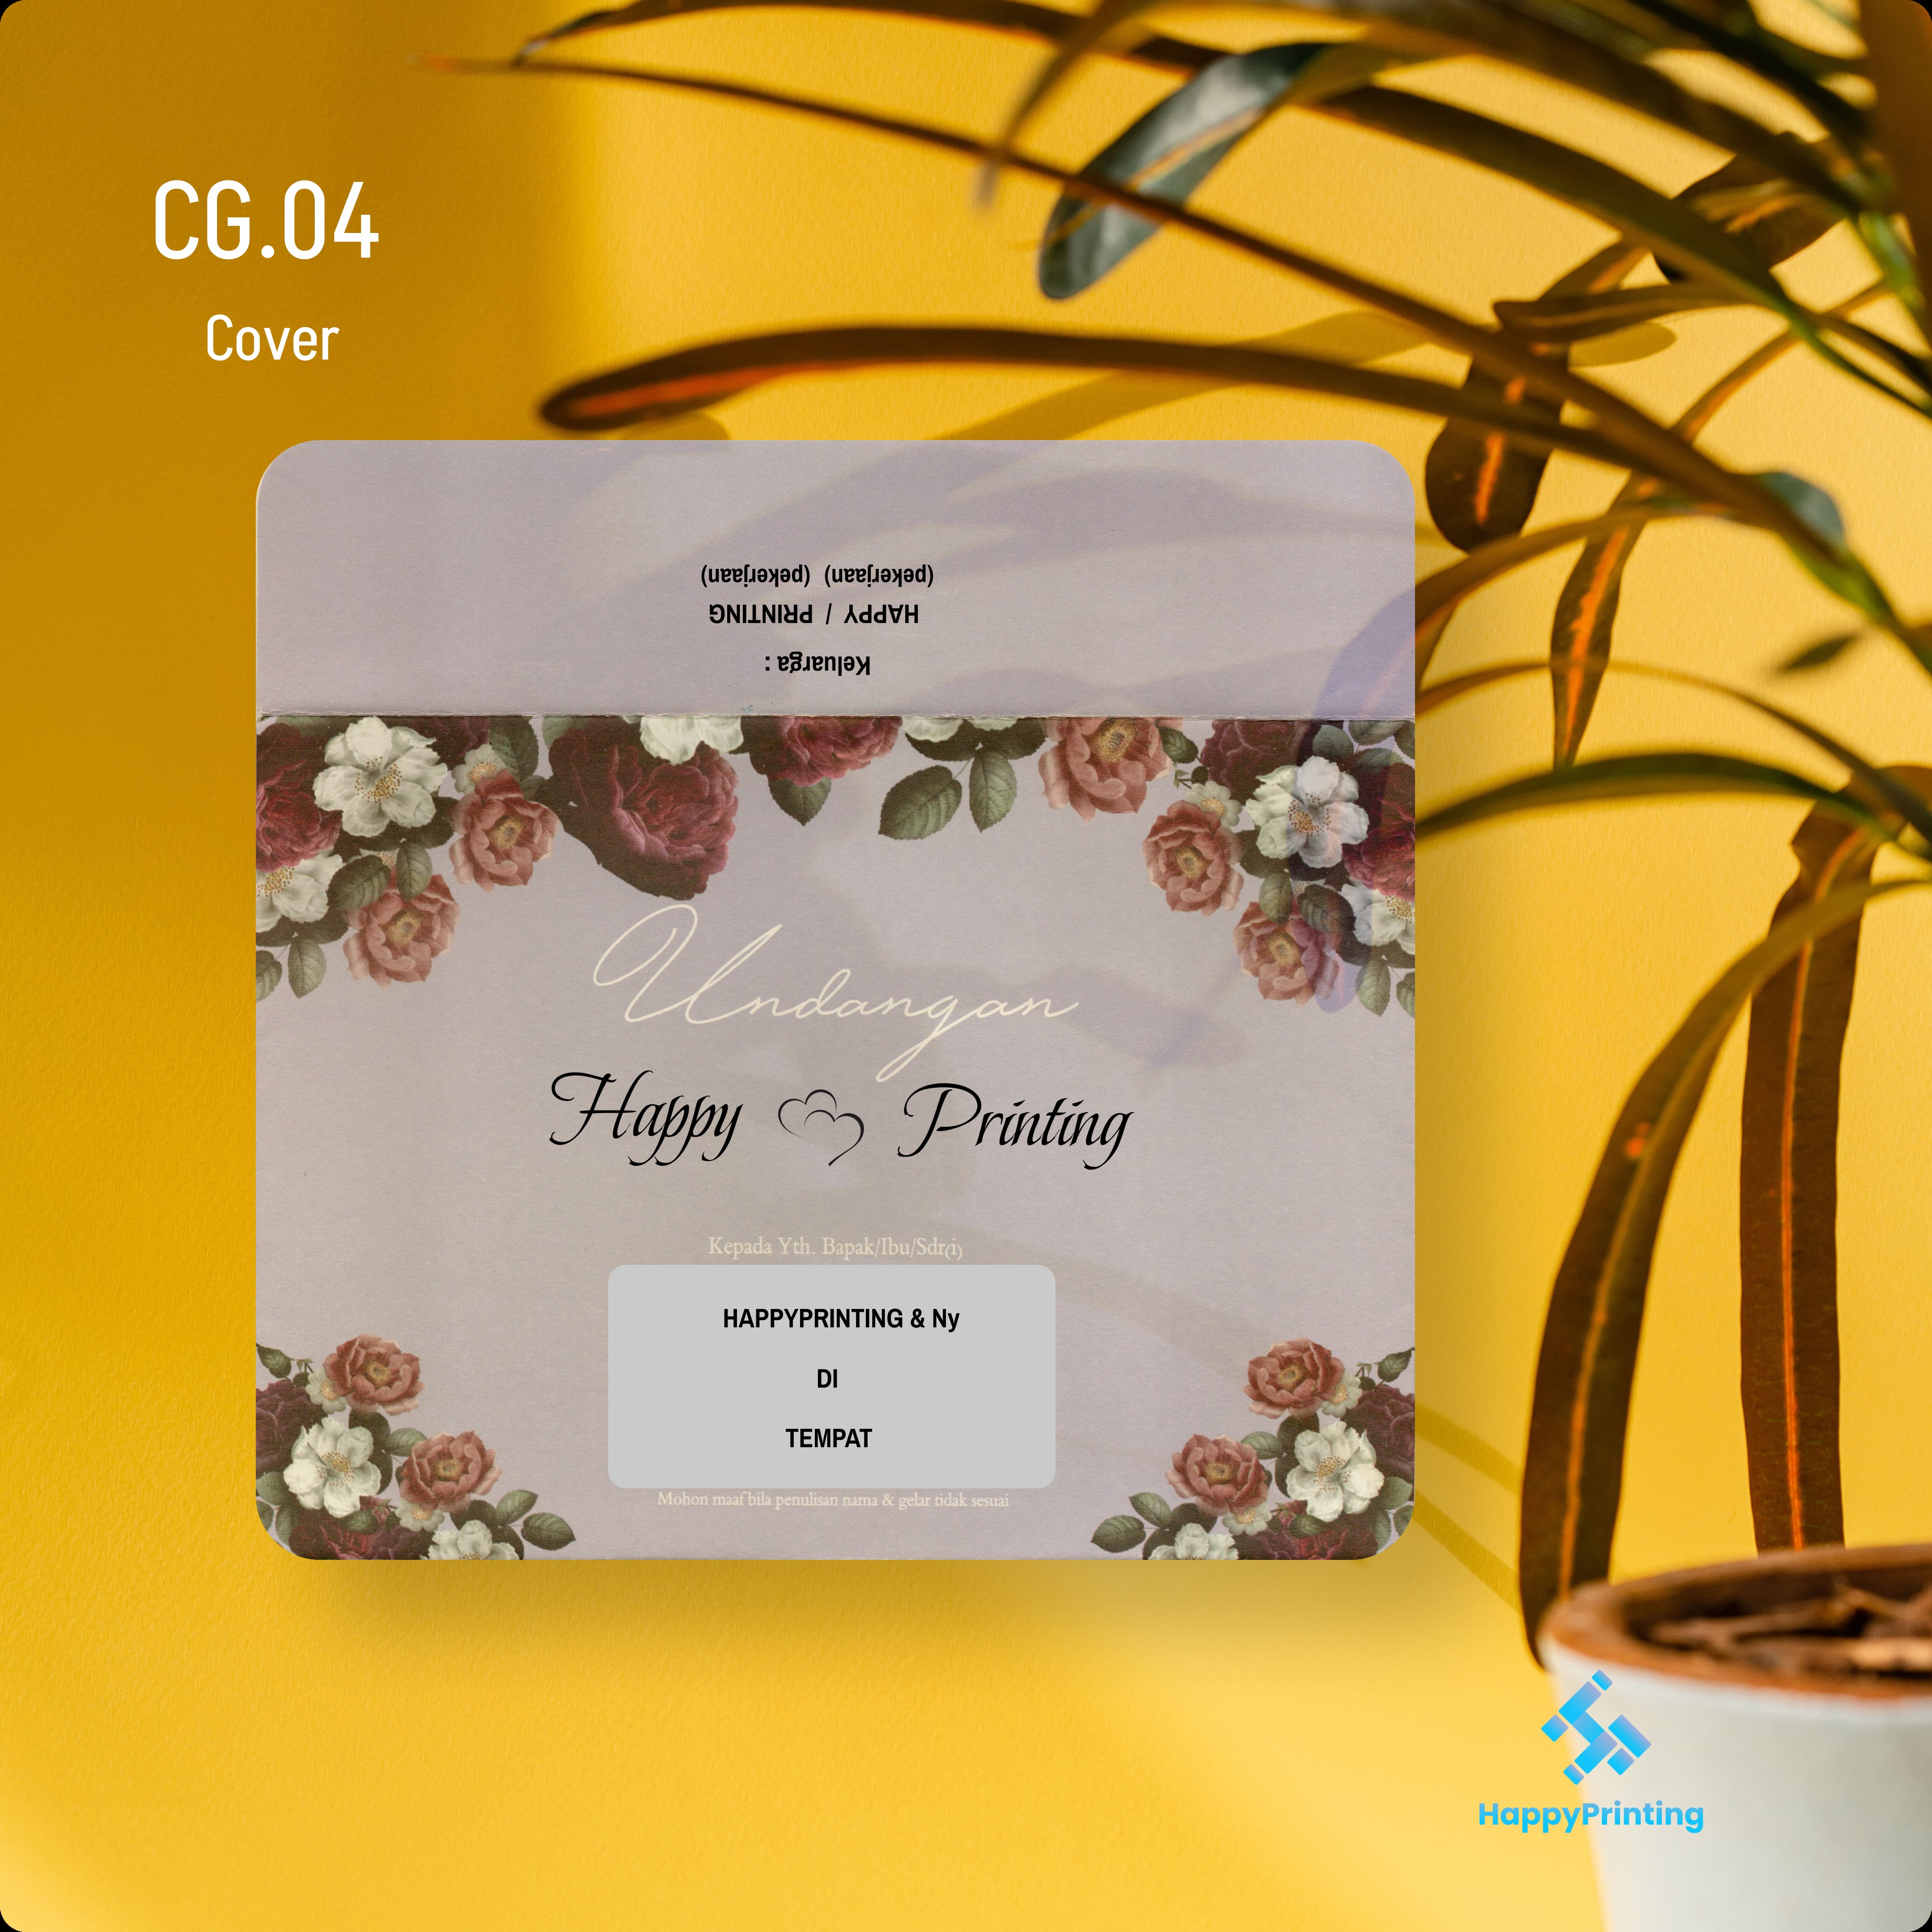 CG.04
Cover
(pekerjaan) (pekerjaan)
HAPPY / PRINTING
Keluarga :
Undangan
Happy Printing
Kepada Yth. Bapak/Ibu/Sdr(i)
HAPPYPRINTING & Ny
DI
TEMPAT
Mohon maaf bila penulisan nama & gelar tidak sesuai
HappyPrinting